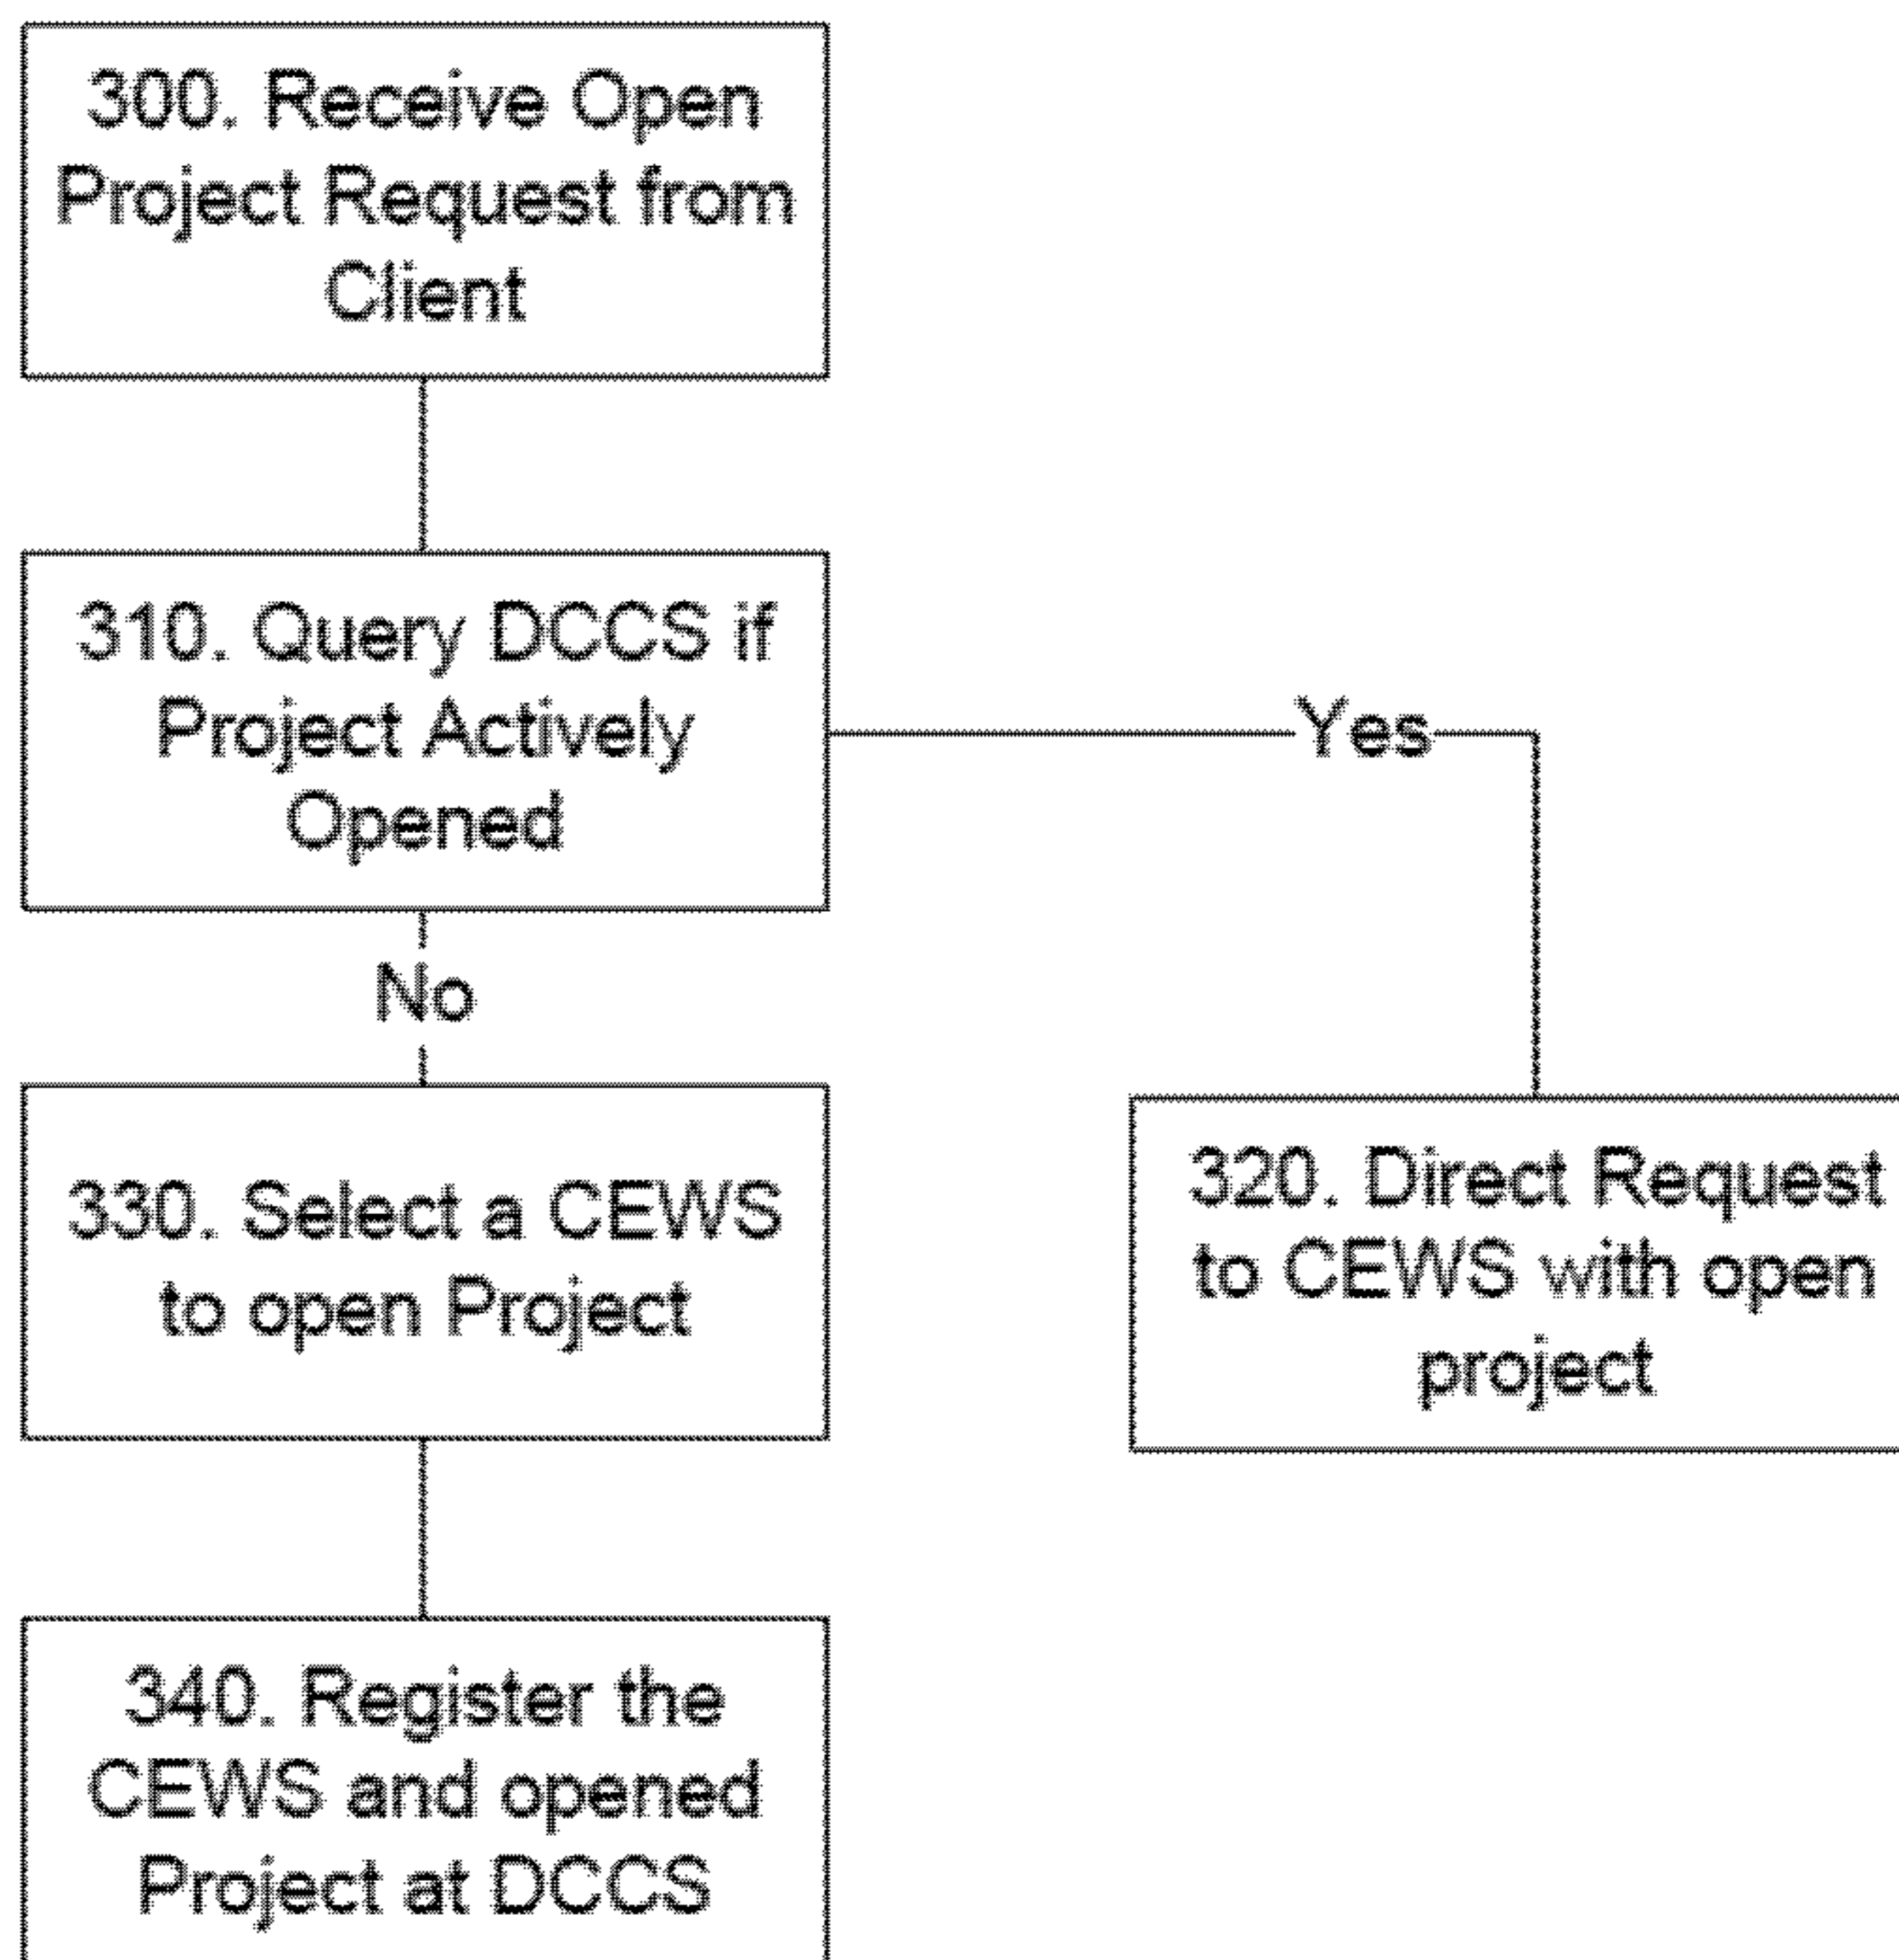 300. Receive Open
Project Request from
Client
310. Query DCCS if
Project Actively
Opened
Yes
No
330. Select a CEWS
to open Project
320. Direct Request
to CEWS with open
project
340. Register the
CEWS and opened
Project at DCCS